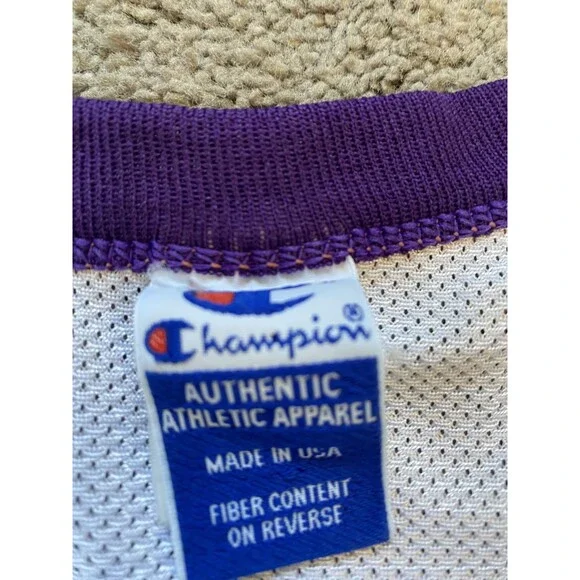 Champion®
AUTHENTIC
ATHLETIC APPAREL
MADE IN USA
FIBER CONTENT
ON REVERSE